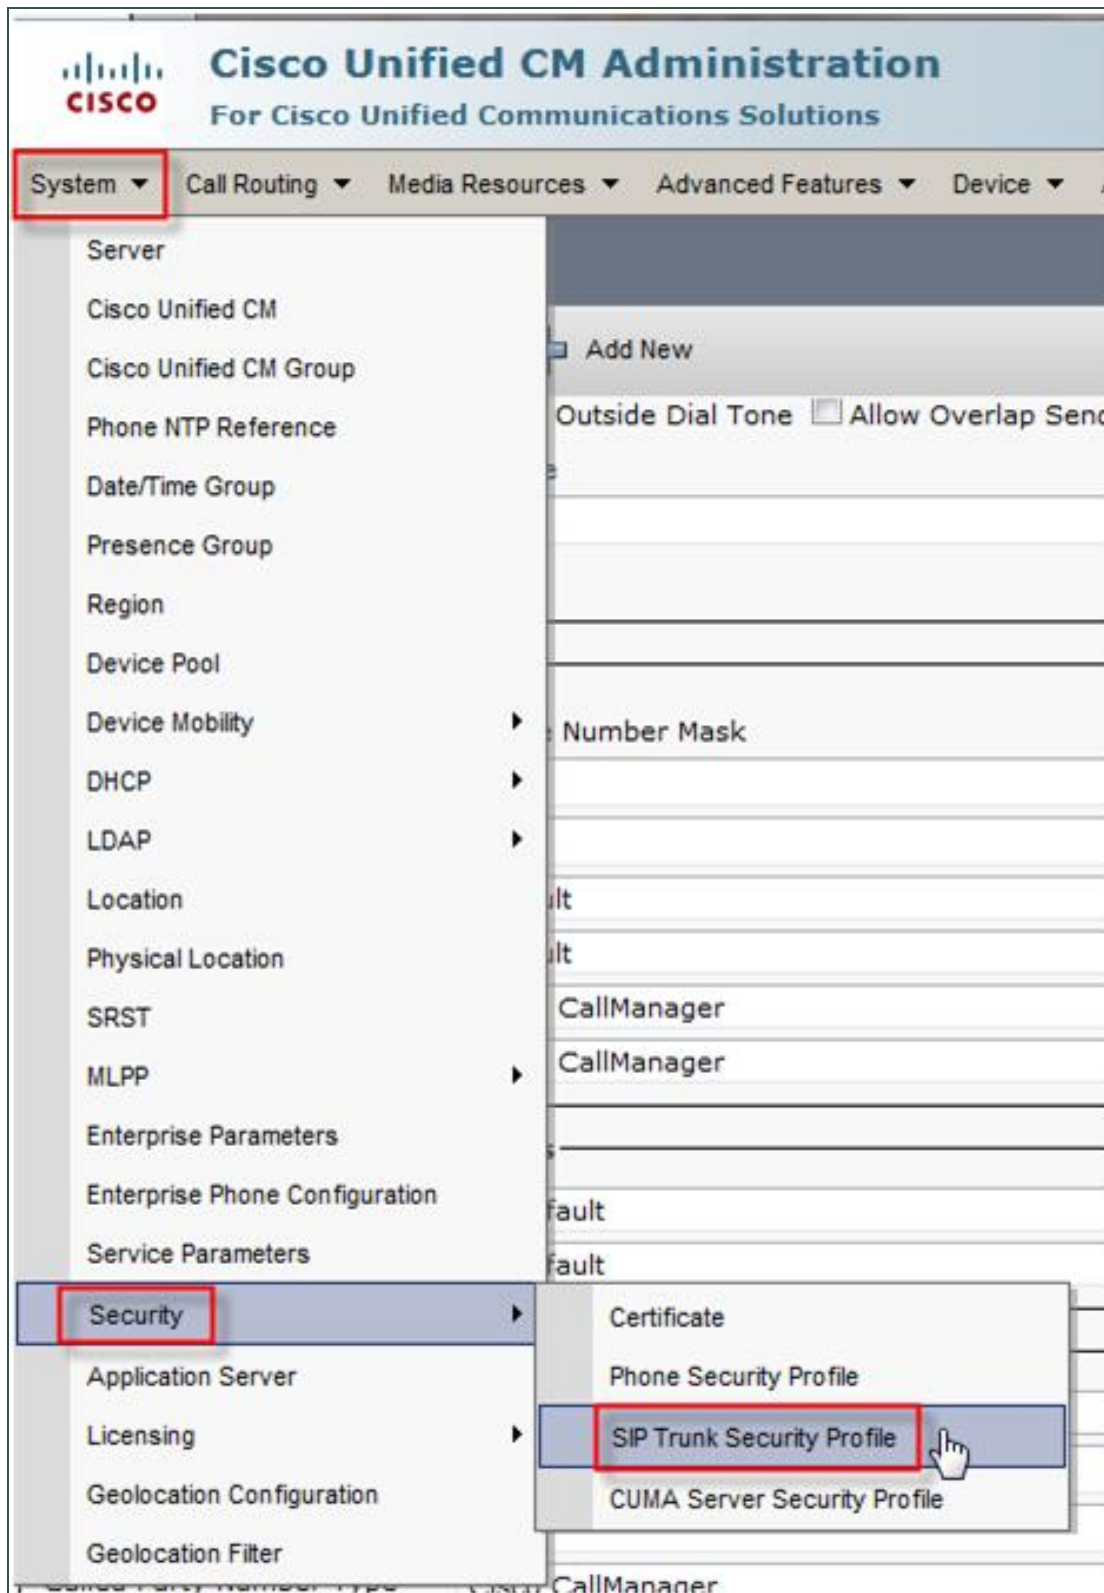 CISCO
Cisco Unified CM Administration
For Cisco Unified Communications Solutions
System Call Routing Media Resources Advanced Features Device
Server
Cisco Unified CM
Add New
Cisco Unified CM Group
Outside Dial Tone Allow Overlap
Phone NTP Reference
Date/Time Group
Presence Group
Region
Device Pool
Device Mobility
Number Mask
DHCP
LDAP
Location
Physical Location
SRST
CallManager
MLPP
CallManager
Enterprise Parameters
Enterprise Phone Configuration
Service Parameters
Security
Certificate
Application Server
Phone Security Profile
Licensing
SIP Trunk Security Profile
Geolocation Configuration
CUMA Server Security Profile
Geolocation Filter
CallManager